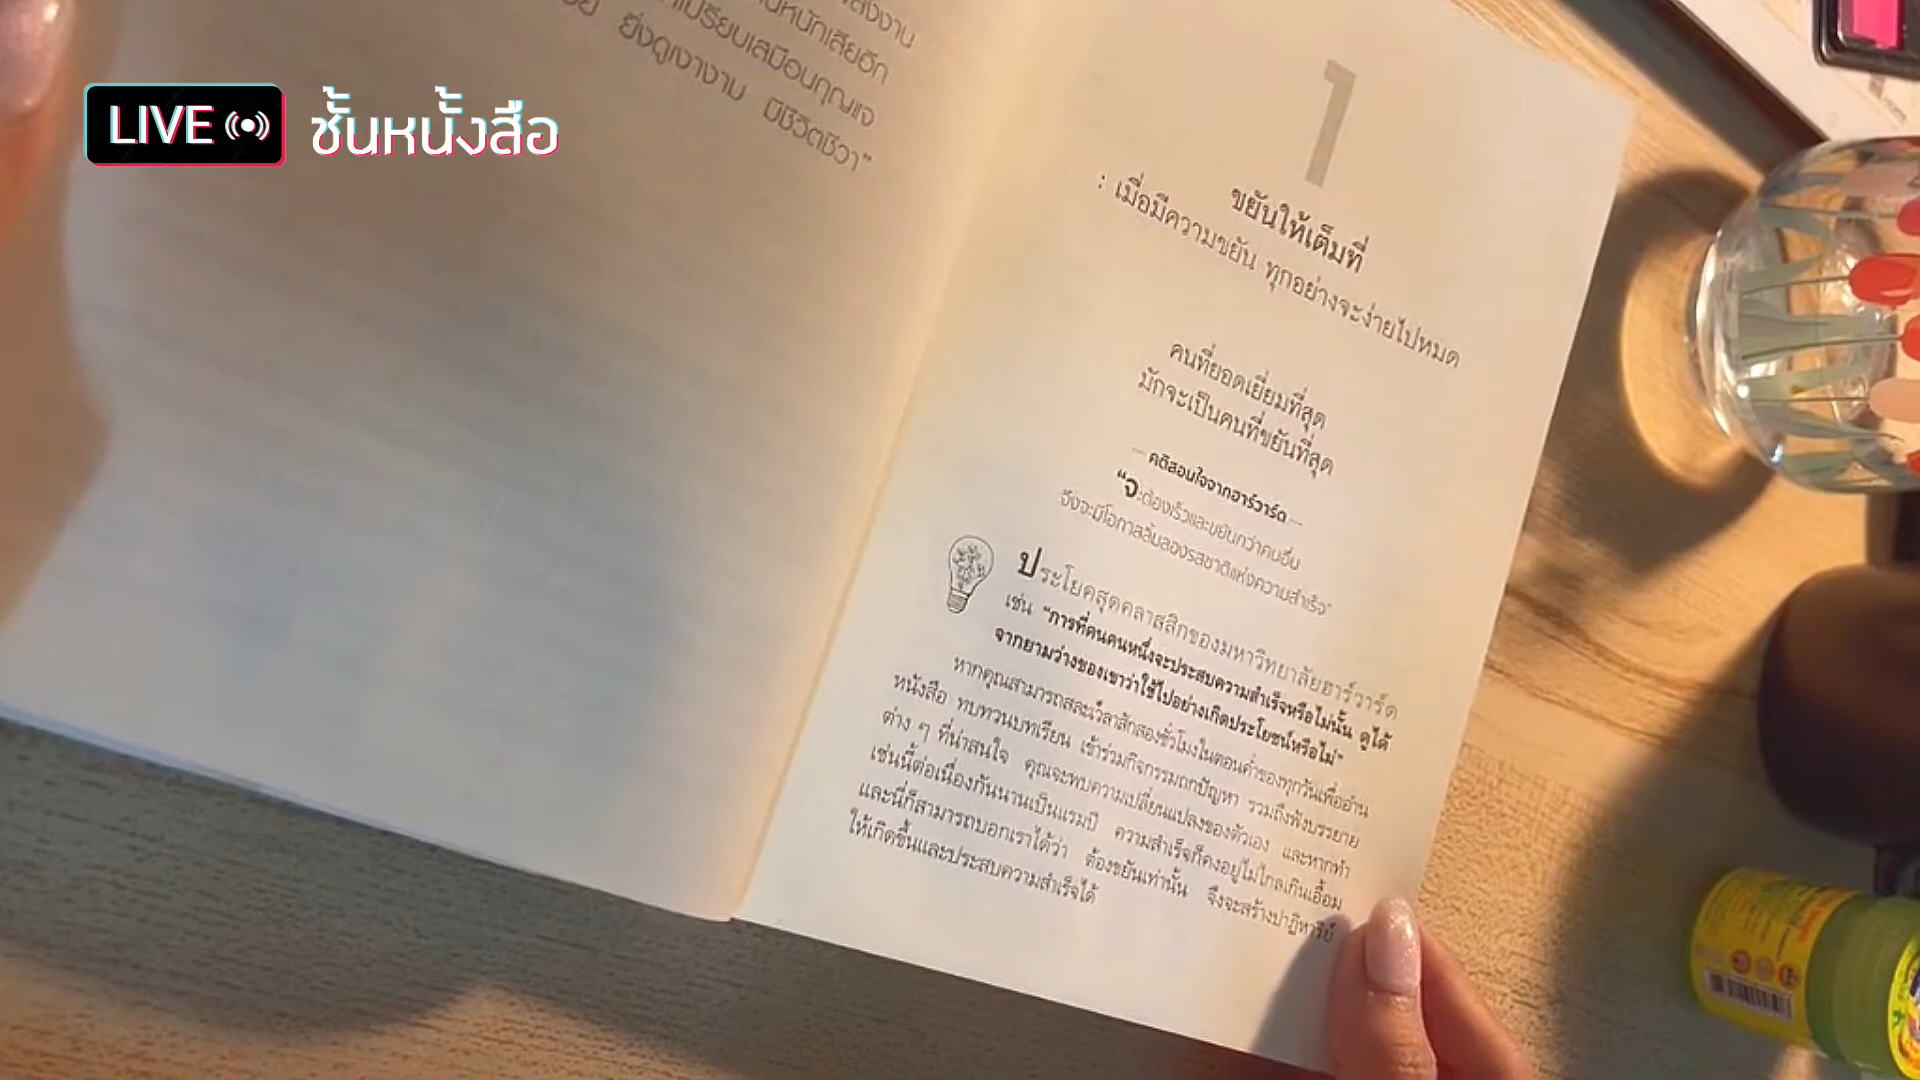 LIVE ชั้นหนั้งสือ
านหนักเสียอีก
าเปรียบเสมือนกุญแจ
ยิ่งดูเงางาม มีชีวิตชีวา”
1
ขยันให้เต็มที่
: เมื่อมีความขยัน ทุกอย่างจะง่ายไปหมด
คนที่ยอดเยี่ยมที่สุด
มักจะเป็นคนที่ขยันที่สุด
— คติสอนใจจากฮาร์วาร์ด —
“จะต้องเร็วและขยันกว่าคนอื่น
จึงจะมีโอกาสลิ้มลองรสชาติแห่งความสำเร็จ”
ประโยคสุดคลาสสิกของมหาวิทยาลัยฮาร์วาร์ด
เช่น “การที่คนคนหนึ่งจะประสบความสำเร็จหรือไม่นั้น ดูได้
จากยามว่างของเขาว่าใช้ไปอย่างเกิดประโยชน์หรือไม่”
หากคุณสามารถสละเวลาสักสองชั่วโมงในตอนค่ำของทุกวันเพื่ออ่าน
หนังสือ ทบทวนบทเรียน เข้าร่วมกิจกรรมถกปัญหา รวมถึงฟังบรรยาย
ต่าง ๆ ที่น่าสนใจ คุณจะพบความเปลี่ยนแปลงของตัวเอง และหากทำ
เช่นนี้ต่อเนื่องกันนานเป็นแรมปี ความสำเร็จก็คงอยู่ไม่ไกลเกินเอื้อม
และนี่ก็สามารถบอกเราได้ว่า ต้องขยันเท่านั้น จึงจะสร้างปาฏิหาริย์
ให้เกิดขึ้นและประสบความสำเร็จได้